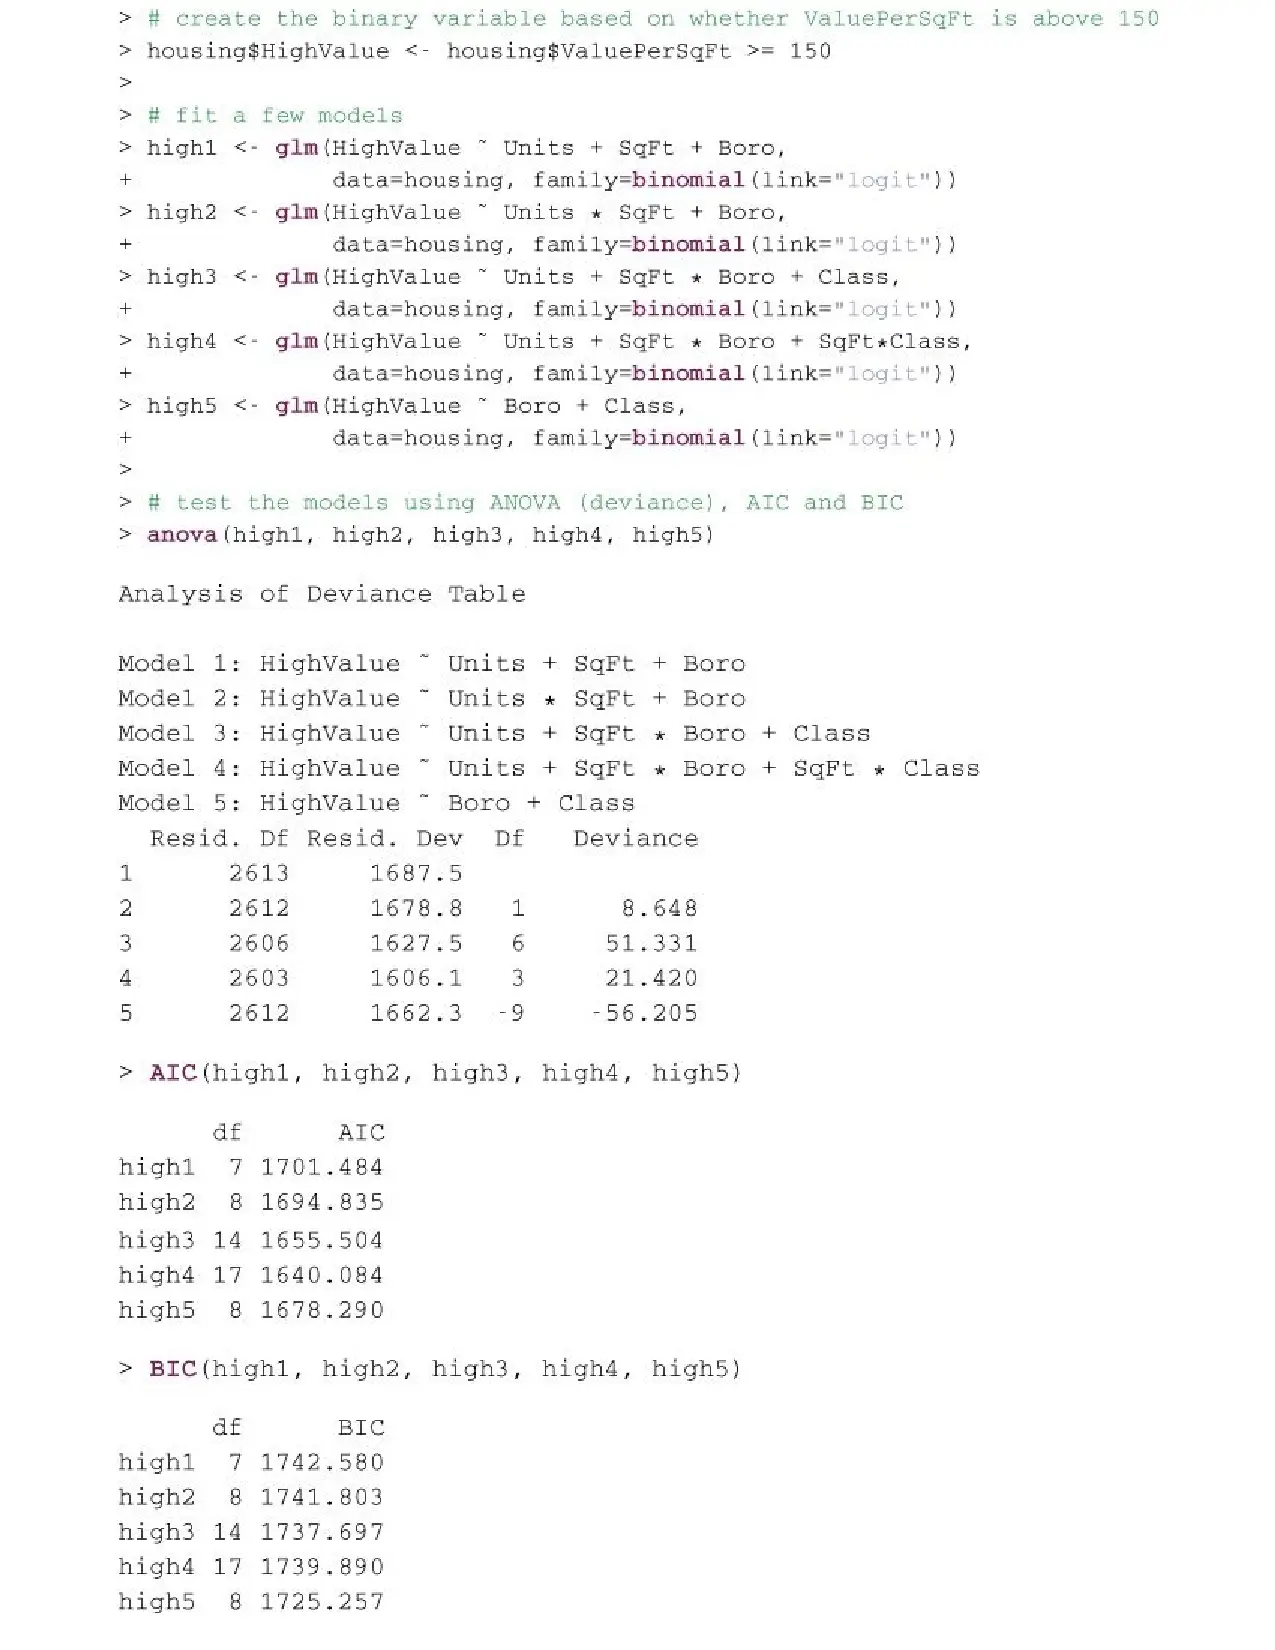 > # create the binary variable based on whether ValuePerSqFt is above 150
> housing$HighValue <- housing$ValuePerSqFt >= 150
>
> # fit a few models
> high1 <- glm(HighValue ~ Units + SqFt + Boro,
+ data=housing, family=binomial(link="logit"))
> high2 <- glm(HighValue ~ Units * SqFt + Boro,
+ data=housing, family=binomial(link="logit"))
> high3 <- glm(HighValue ~ Units + SqFt * Boro + Class,
+ data=housing, family=binomial(link="logit"))
> high4 <- glm(HighValue ~ Units + SqFt * Boro + SqFt*Class,
+ data=housing, family=binomial(link="logit"))
> high5 <- glm(HighValue ~ Boro + Class,
+ data=housing, family=binomial(link="logit"))
>
> # test the models using ANOVA (deviance), AIC and BIC
> anova(high1, high2, high3, high4, high5)
Analysis of Deviance Table
Model 1: HighValue ~ Units + SqFt + Boro
Model 2: HighValue ~ Units * SqFt + Boro
Model 3: HighValue ~ Units + SqFt * Boro + Class
Model 4: HighValue ~ Units + SqFt * Boro + SqFt * Class
Model 5: HighValue ~ Boro + Class
Resid. Df Resid. Dev Df Deviance
1 2613 1687.5
2 2612 1678.8 1 8.648
3 2606 1627.5 6 51.331
4 2603 1606.1 3 21.420
5 2612 1662.3 -9 -56.205
> AIC(high1, high2, high3, high4, high5)
df AIC
high1 7 1701.484
high2 8 1694.835
high3 14 1655.504
high4 17 1640.084
high5 8 1678.290
> BIC(high1, high2, high3, high4, high5)
df BIC
high1 7 1742.580
high2 8 1741.803
high3 14 1737.697
high4 17 1739.890
high5 8 1725.257